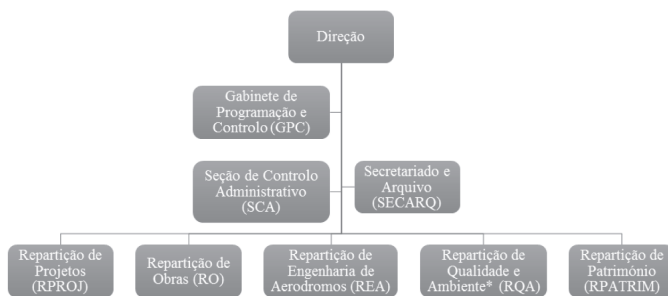 Direção
Gabinete de
Programação e
Controlo (GPC)
Seção de Controlo
Administrativo
(SCA)
Secretariado e
Arquivo
(SECARQ)
Repartição de
Projetos
(RPROJ)
Repartição de
Obras (RO)
Repartição de
Engenharia de
Aerodromos (REA)
Repartição de
Qualidade e
Ambiente* (RQA)
Repartição de
Património
(RPATRIM)